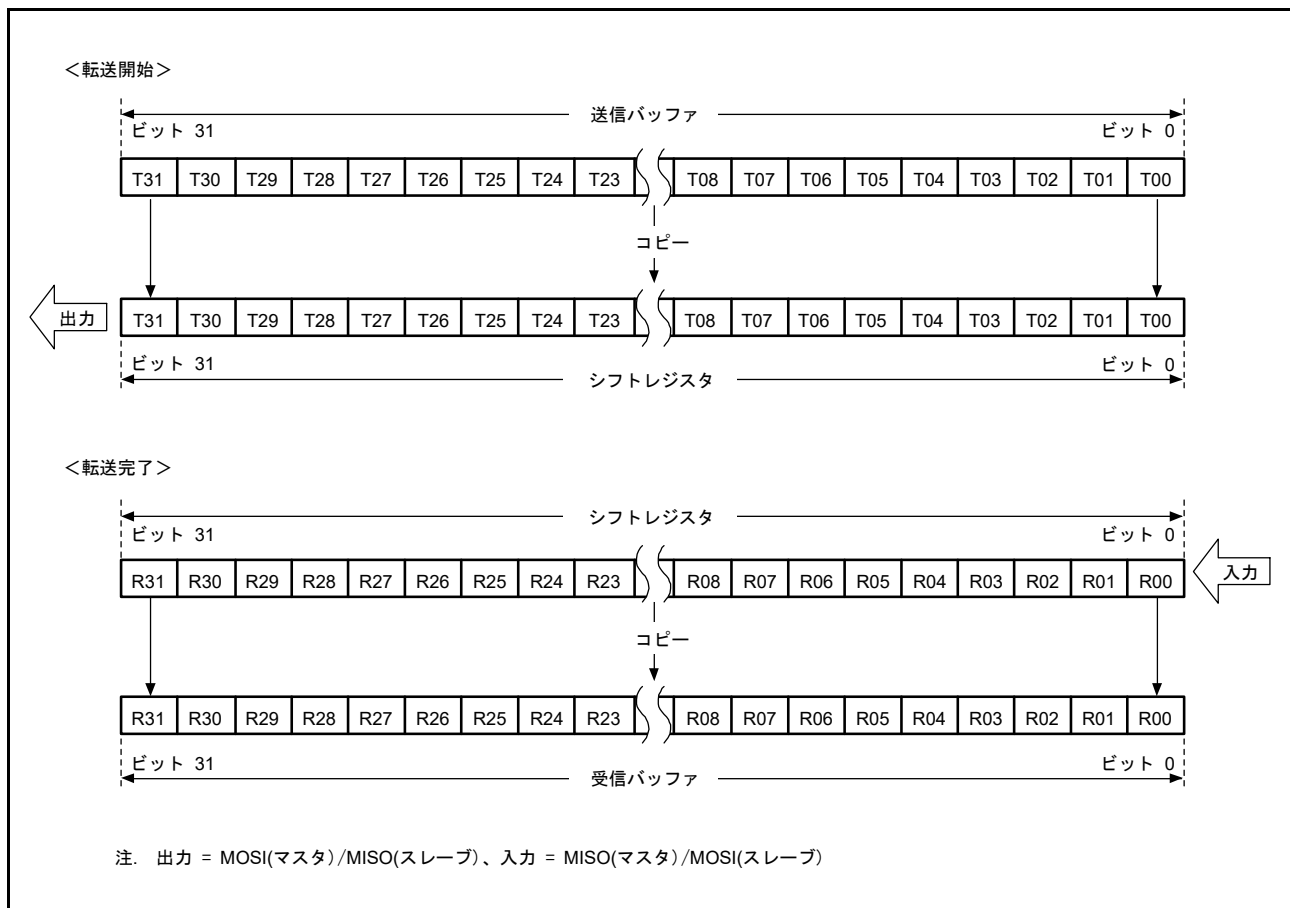 <転送開始>
送信バッファ
ビット 31 ビット 0
T31 T30 T29 T28 T27 T26 T25 T24 T23 T08 T07 T06 T05 T04 T03 T02 T01 T00
コピー
出力 T31 T30 T29 T28 T27 T26 T25 T24 T23 T08 T07 T06 T05 T04 T03 T02 T01 T00
ビット 31 ビット 0
シフトレジスタ
<転送完了>
シフトレジスタ
ビット 31 ビット 0
R31 R30 R29 R28 R27 R26 R25 R24 R23 R08 R07 R06 R05 R04 R03 R02 R01 R00 入力
コピー
R31 R30 R29 R28 R27 R26 R25 R24 R23 R08 R07 R06 R05 R04 R03 R02 R01 R00
ビット 31 ビット 0
受信バッファ
注. 出力 = MOSI(マスタ)/MISO(スレーブ)、入力 = MISO(マスタ)/MOSI(スレーブ)